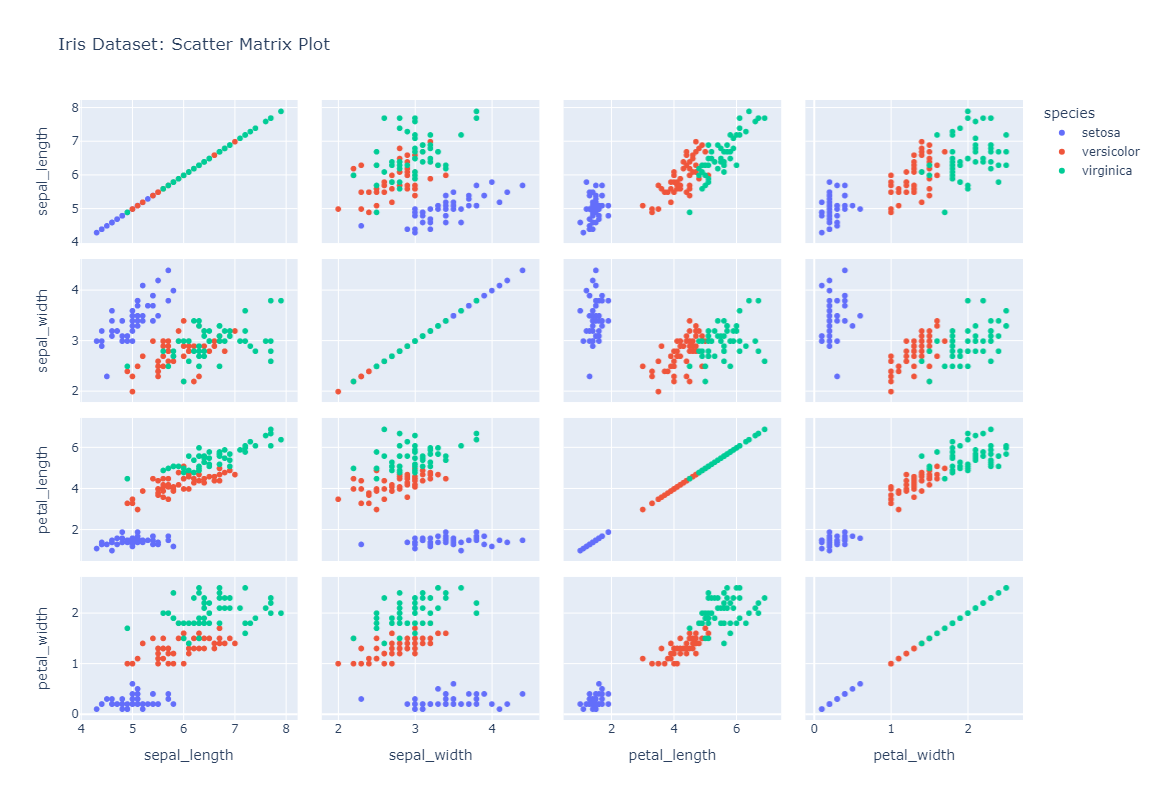 Iris Dataset: Scatter Matrix Plot
species
setosa
versicolor
virginica
sepal_length
8
7
6
5
4
sepal_width
4
3
2
petal_length
6
4
2
petal_width
2
1
0
4 5 6 7 8
2 3 4
2 4 6
0 1 2
sepal_length
sepal_width
petal_length
petal_width